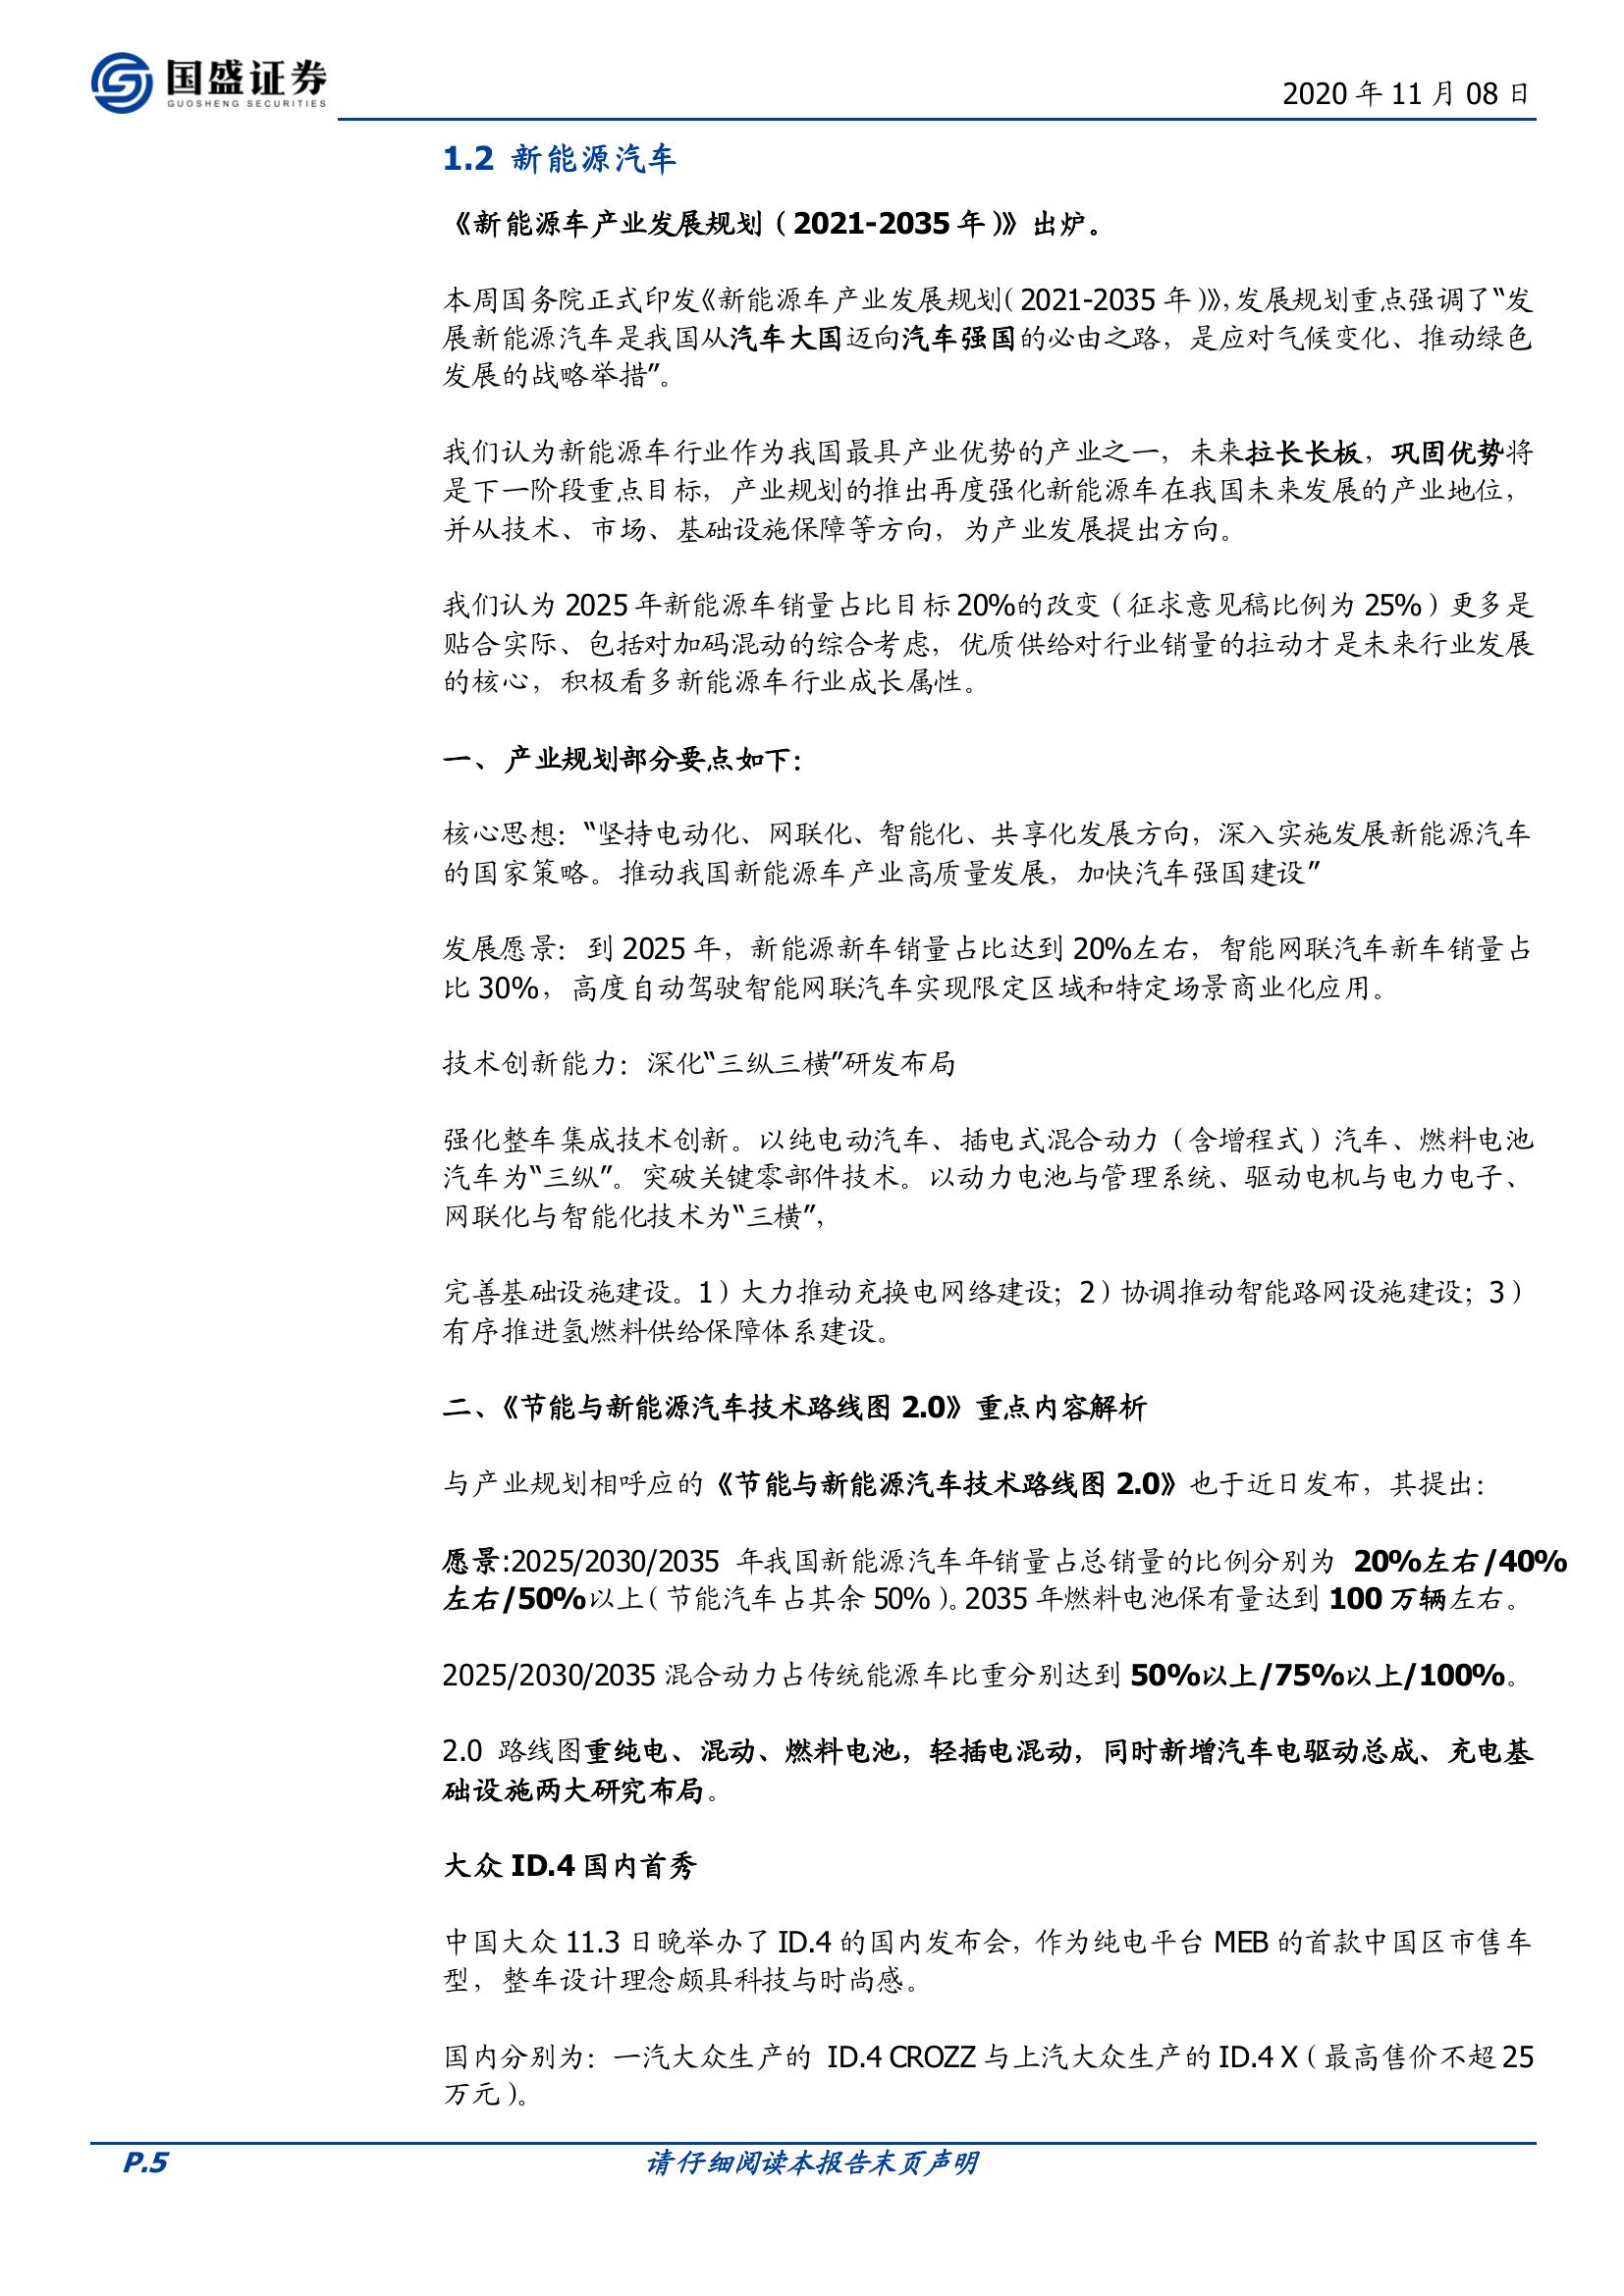 国盛证券
GUOSHENG SECURITIES
2020 年 11 月 08 日
1.2 新能源汽车
《新能源车产业发展规划（2021-2035 年）》出炉。
本周国务院正式印发《新能源车产业发展规划（2021-2035 年）》，发展规划重点强调了“发
展新能源汽车是我国从汽车大国迈向汽车强国的必由之路，是应对气候变化、推动绿色
发展的战略举措”。
我们认为新能源车行业作为我国最具产业优势的产业之一，未来拉长长板，巩固优势将
是下一阶段重点目标，产业规划的推出再度强化新能源车在我国未来发展的产业地位，
并从技术、市场、基础设施保障等方向，为产业发展提出方向。
我们认为 2025 年新能源车销量占比目标 20%的改变（征求意见稿比例为 25%）更多是
贴合实际、包括对加码混动的综合考虑，优质供给对行业销量的拉动才是未来行业发展
的核心，积极看多新能源车行业成长属性。
一、 产业规划部分要点如下：
核心思想：“坚持电动化、网联化、智能化、共享化发展方向，深入实施发展新能源汽车
的国家策略。推动我国新能源车产业高质量发展，加快汽车强国建设”
发展愿景：到 2025 年，新能源新车销量占比达到 20%左右，智能网联汽车新车销量占
比 30%，高度自动驾驶智能网联汽车实现限定区域和特定场景商业化应用。
技术创新能力：深化“三纵三横”研发布局
强化整车集成技术创新。以纯电动汽车、插电式混合动力（含增程式）汽车、燃料电池
汽车为“三纵”。突破关键零部件技术。以动力电池与管理系统、驱动电机与电力电子、
网联化与智能化技术为“三横”，
完善基础设施建设。1）大力推动充换电网络建设；2）协调推动智能路网设施建设；3）
有序推进氢燃料供给保障体系建设。
二、《节能与新能源汽车技术路线图 2.0》重点内容解析
与产业规划相呼应的《节能与新能源汽车技术路线图 2.0》也于近日发布，其提出：
愿景:2025/2030/2035 年我国新能源汽车年销量占总销量的比例分别为 20%左右/40%
左右/50%以上（节能汽车占其余 50%）。2035 年燃料电池保有量达到 100 万辆左右。
2025/2030/2035 混合动力占传统能源车比重分别达到 50%以上/75%以上/100%。
2.0 路线图重纯电、混动、燃料电池，轻插电混动，同时新增汽车电驱动总成、充电基
础设施两大研究布局。
大众 ID.4 国内首秀
中国大众 11.3 日晚举办了 ID.4 的国内发布会，作为纯电平台 MEB 的首款中国区市售车
型，整车设计理念颇具科技与时尚感。
国内分别为：一汽大众生产的 ID.4 CROZZ 与上汽大众生产的 ID.4 X（最高售价不超 25
万元）。
P.5
请仔细阅读本报告末页声明